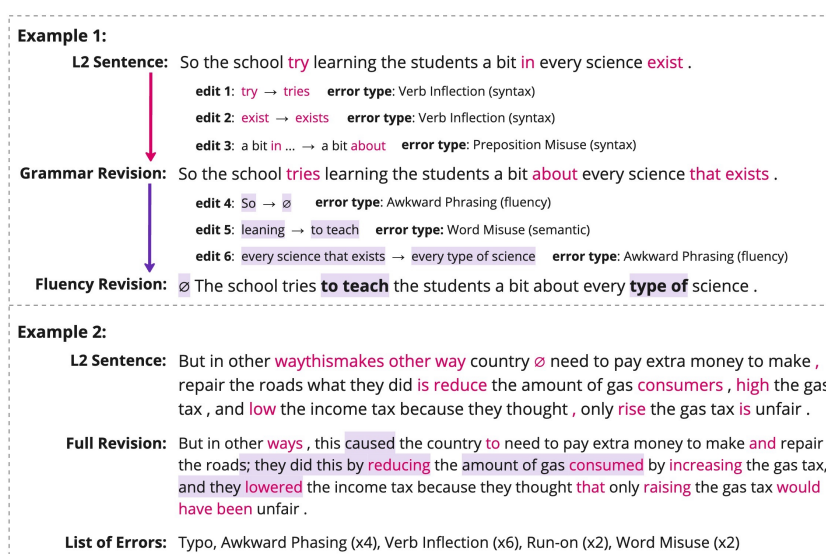 Example 1:
L2 Sentence: So the school try learning the students a bit in every science exist .
edit 1: try → tries error type: Verb Inflection (syntax)
edit 2: exist → exists error type: Verb Inflection (syntax)
edit 3: a bit in ... → a bit about error type: Preposition Misuse (syntax)
Grammar Revision: So the school tries learning the students a bit about every science that exists .
edit 4: So → ∅ error type: Awkward Phrasing (fluency)
edit 5: leaning → to teach error type: Word Misuse (semantic)
edit 6: every science that exists → every type of science error type: Awkward Phrasing (fluency)
Fluency Revision: ∅ The school tries to teach the students a bit about every type of science .
Example 2:
L2 Sentence: But in other waythismakes other way country ∅ need to pay extra money to make ,
repair the roads what they did is reduce the amount of gas consumers , high the gas
tax , and low the income tax because they thought , only rise the gas tax is unfair .
Full Revision: But in other ways , this caused the country to need to pay extra money to make and repair
the roads; they did this by reducing the amount of gas consumed by increasing the gas tax,
and they lowered the income tax because they thought that only raising the gas tax would
have been unfair .
List of Errors: Typo, Awkward Phasing (x4), Verb Inflection (x6), Run-on (x2), Word Misuse (x2)